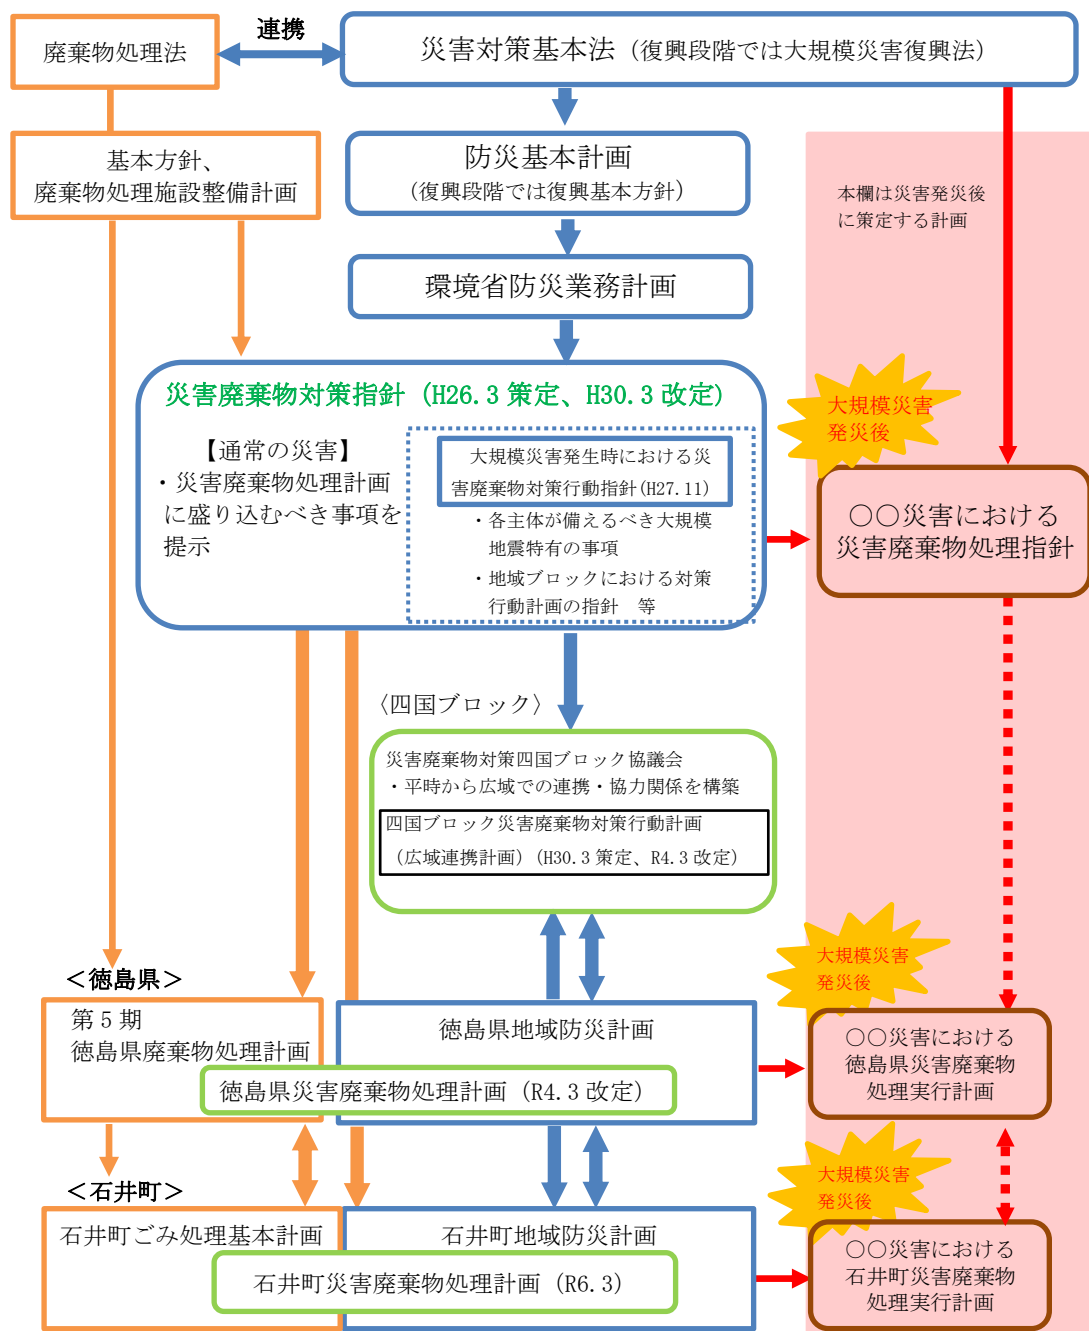 廃棄物処理法
連携
災害対策基本法（復興段階では大規模災害復興法）
基本方針、
廃棄物処理施設整備計画
防災基本計画
（復興段階では復興基本方針）
本欄は災害発災後
に策定する計画
環境省防災業務計画
災害廃棄物対策指針（H26.3 策定、H30.3 改定）
【通常の災害】
・災害廃棄物処理計画
に盛り込むべき事項を
提示
大規模災害発生時における災
害廃棄物対策行動指針(H27.11)
・各主体が備えるべき大規模
地震特有の事項
・地域ブロックにおける対策
行動計画の指針　等
大規模災害
発災後
〇〇災害における
災害廃棄物処理指針
〈四国ブロック〉
災害廃棄物対策四国ブロック協議会
・平時から広域での連携・協力関係を構築
四国ブロック災害廃棄物対策行動計画
（広域連携計画）（H30.3 策定、R4.3 改定）
大規模災害
発災後
＜徳島県＞
第5期
徳島県廃棄物処理計画
徳島県地域防災計画
徳島県災害廃棄物処理計画（R4.3 改定）
〇〇災害における
徳島県災害廃棄物
処理実行計画
大規模災害
発災後
＜石井町＞
石井町ごみ処理基本計画
石井町地域防災計画
石井町災害廃棄物処理計画（R6.3）
〇〇災害における
石井町災害廃棄物
処理実行計画